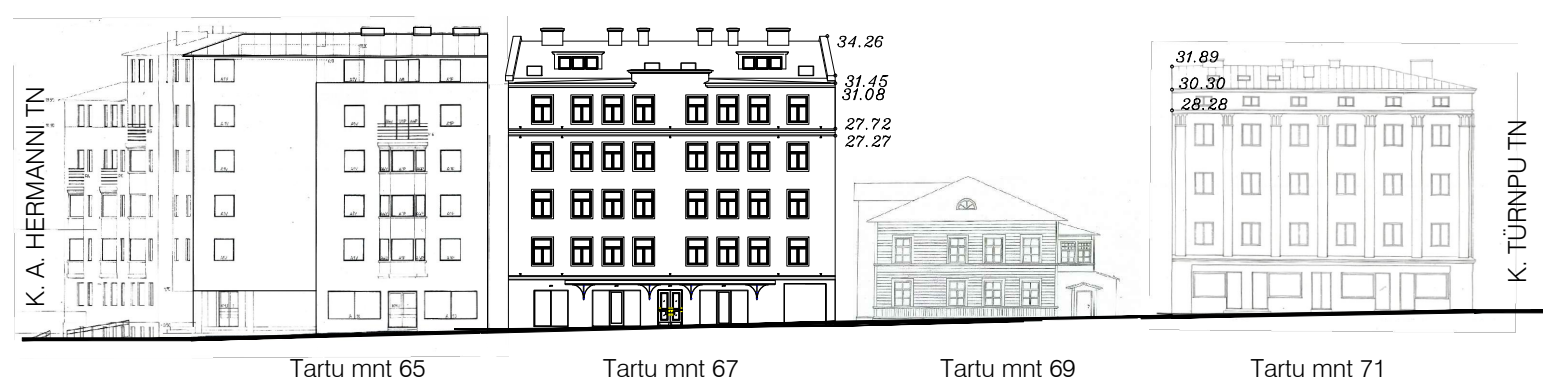 K. A. HERMANNI TN
34.26
31.45
31.08
27.72
27.27
31.89
30.30
28.28
K. TÜRNPU TN
Tartu mnt 65
Tartu mnt 67
Tartu mnt 69
Tartu mnt 71